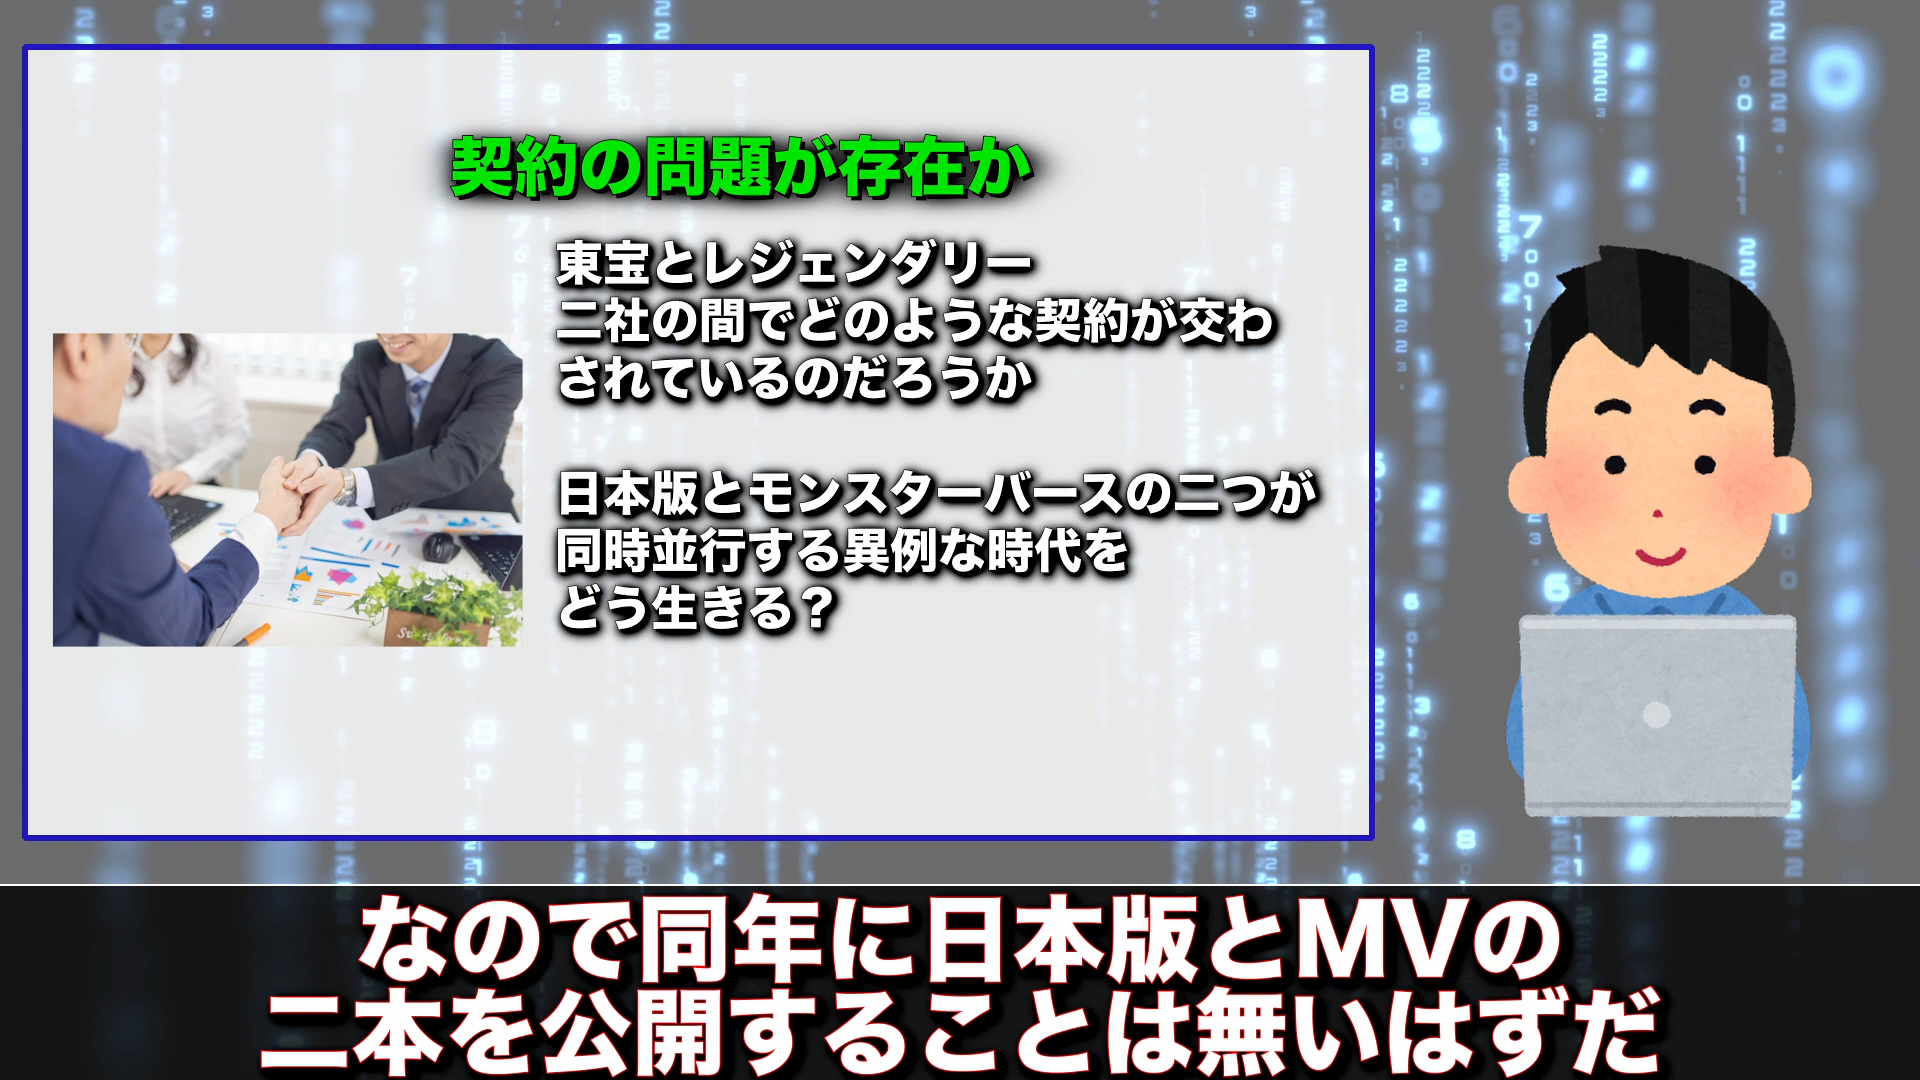 契約の問題が存在か
東宝とレジェンダリー
二社の間でどのような契約が交わ
されているのだろうか
日本版とモンスターバースの二つが
同時並行する異例な時代を
どう生きる？
なので同年に日本版とMVの
二本を公開することは無いはずだ